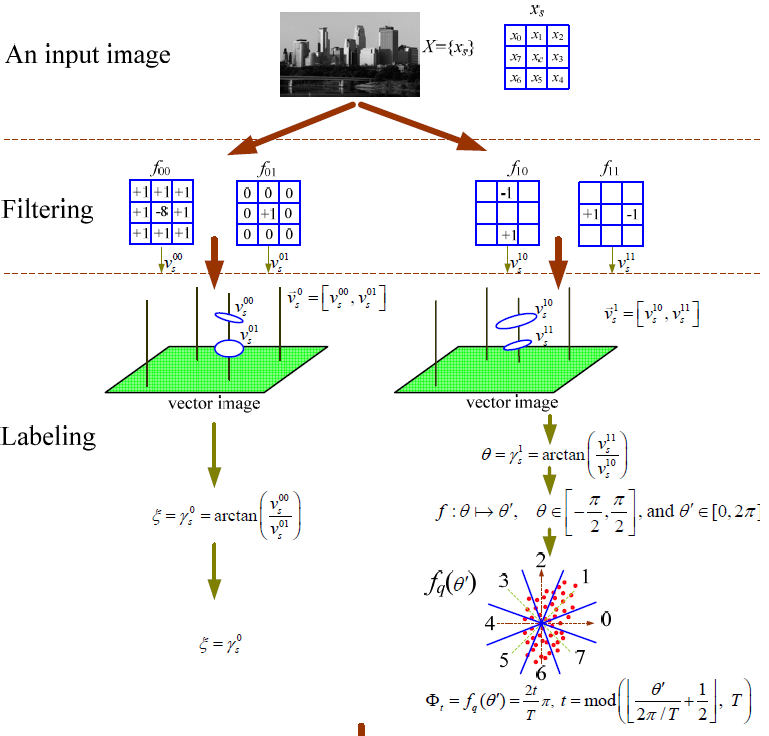 x_s
An input image
X={x_s}
x_0 x_1 x_2
x_7 x_c x_3
x_6 x_5 x_4
f_00 f_01 f_10 f_11
Filtering
+1 +1 +1
+1 -8 +1
+1 +1 +1
0 0 0
0 +1 0
0 0 0
-1
+1
+1 -1
v_s^00 v_s^01 v_s^10 v_s^11
v_s^00
v_s^01
\vec{v}_s^0 = [v_s^00, v_s^01]
v_s^10
v_s^11
\vec{v}_s^1 = [v_s^10, v_s^11]
vector image
vector image
Labeling
θ = γ_s^1 = arctan(v_s^11 / v_s^10)
ξ = γ_s^0 = arctan(v_s^00 / v_s^01)
f : θ ↦ θ′, θ ∈ [−π/2, π/2], and θ′ ∈ [0, 2π]
f_q(θ′)
0
1
2
3
4
5
6
7
ξ = γ_s^0
Φ_t = f_q(θ′) = (2t/T)π, t = mod(⌊θ′/(2π/T) + 1/2⌋, T)